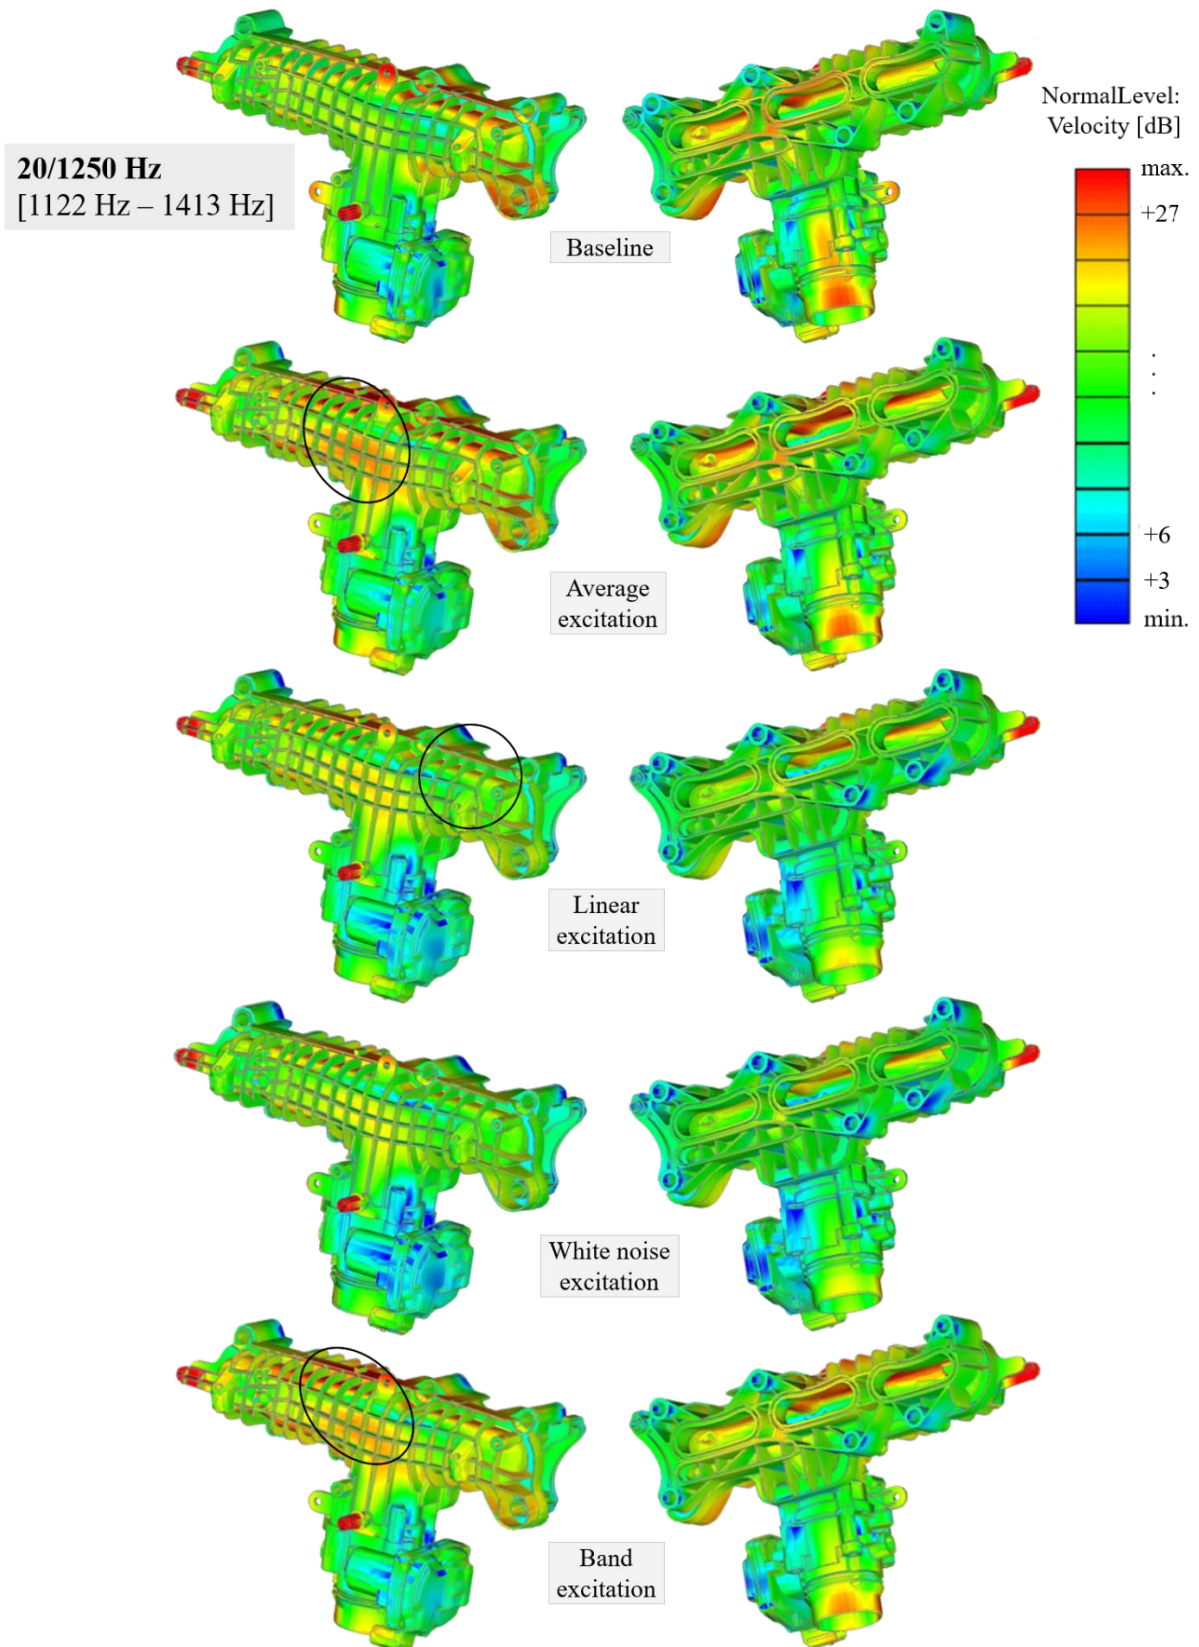 NormalLevel:
Velocity [dB]
max.
+27
:
:
+6
+3
min.
20/1250 Hz
[1122 Hz – 1413 Hz]
Baseline
Average
excitation
Linear
excitation
White noise
excitation
Band
excitation